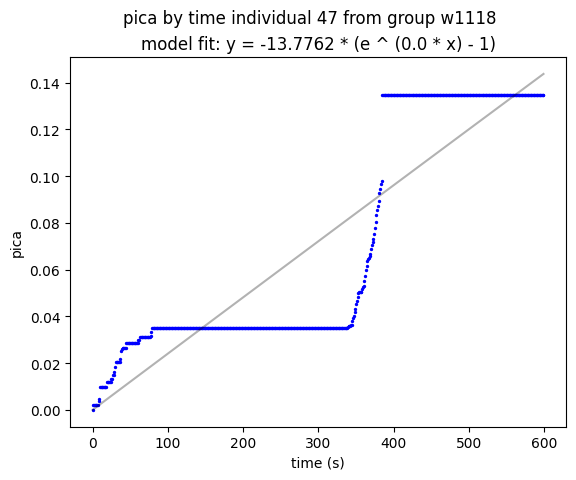 pica by time individual 47 from group w1118
model fit: y = -13.7762 * (e ^ (0.0 * x) - 1)
0.14
0.12
0.10
0.08
0.06
0.04
0.02
0.00
pica
0 100 200 300 400 500 600
time (s)